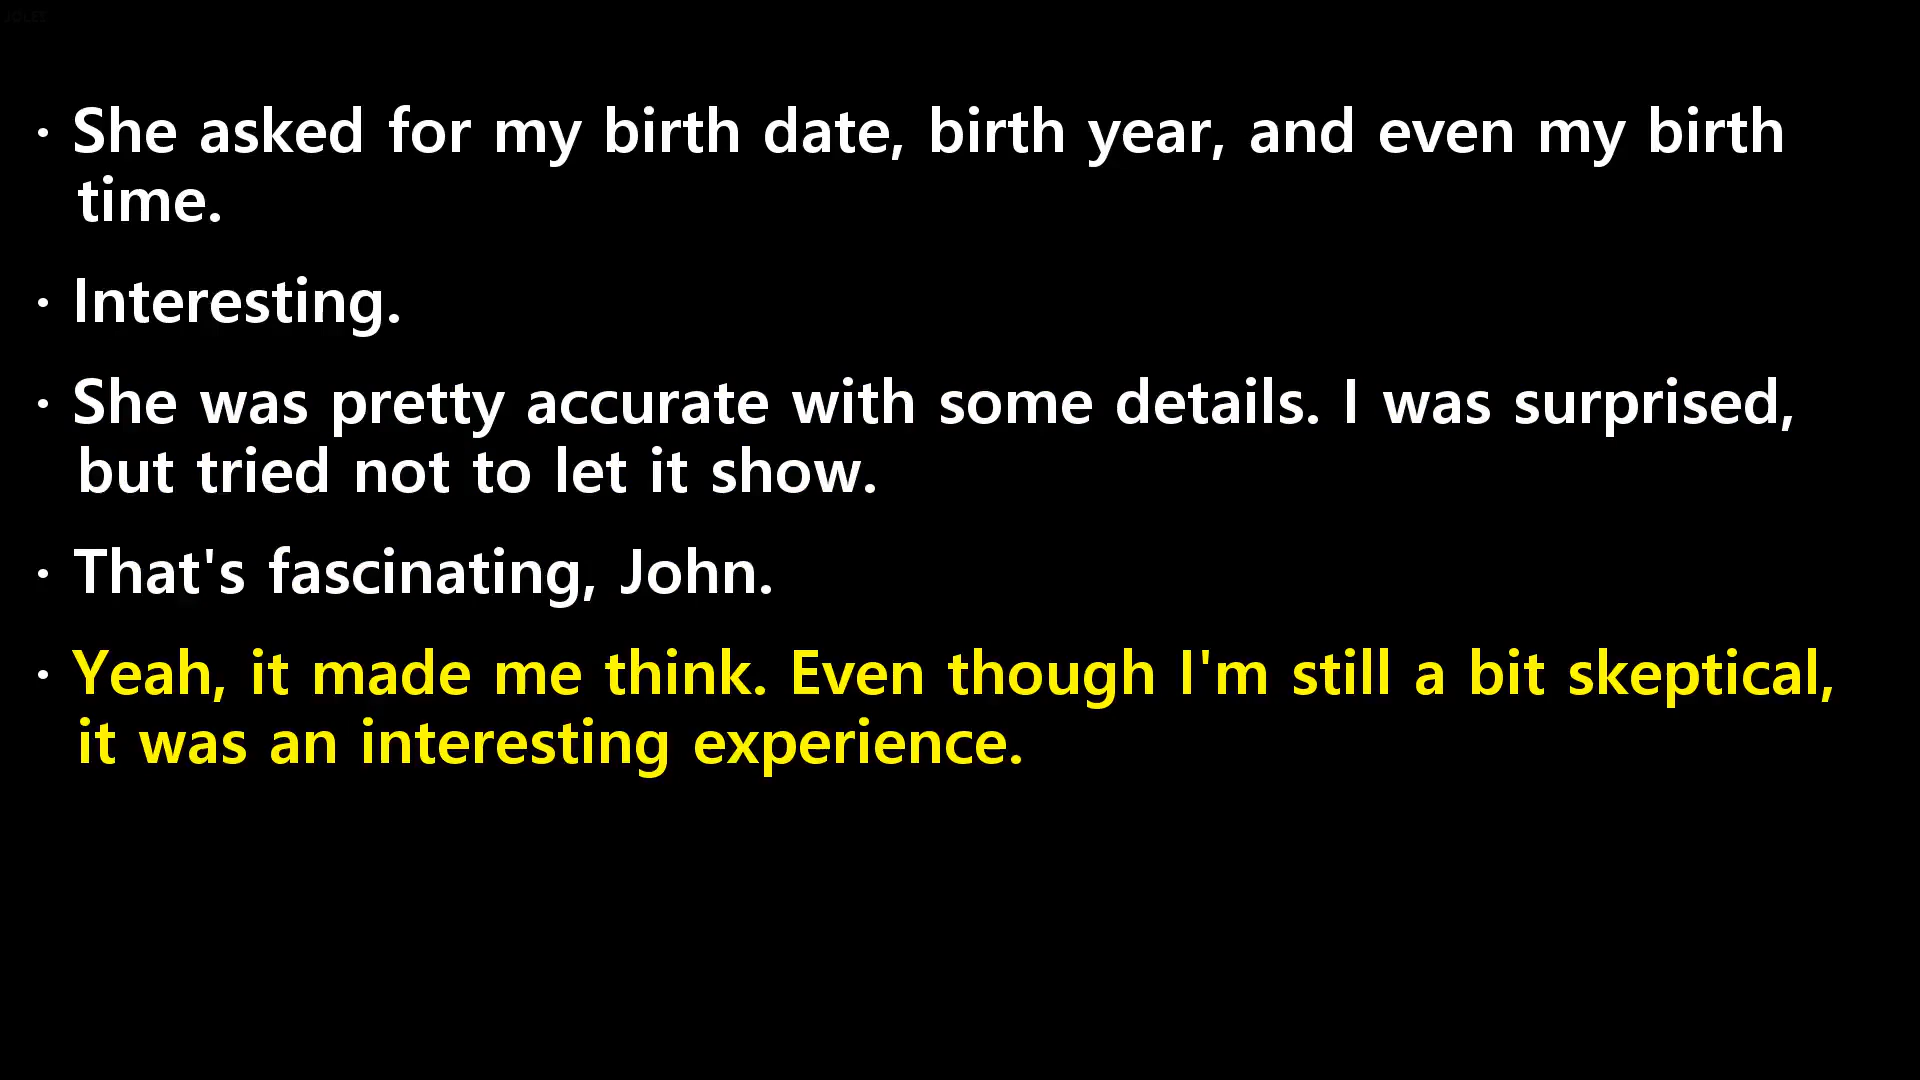 JOLES
· She asked for my birth date, birth year, and even my birth
time.
· Interesting.
· She was pretty accurate with some details. I was surprised,
but tried not to let it show.
· That's fascinating, John.
· Yeah, it made me think. Even though I'm still a bit skeptical,
it was an interesting experience.